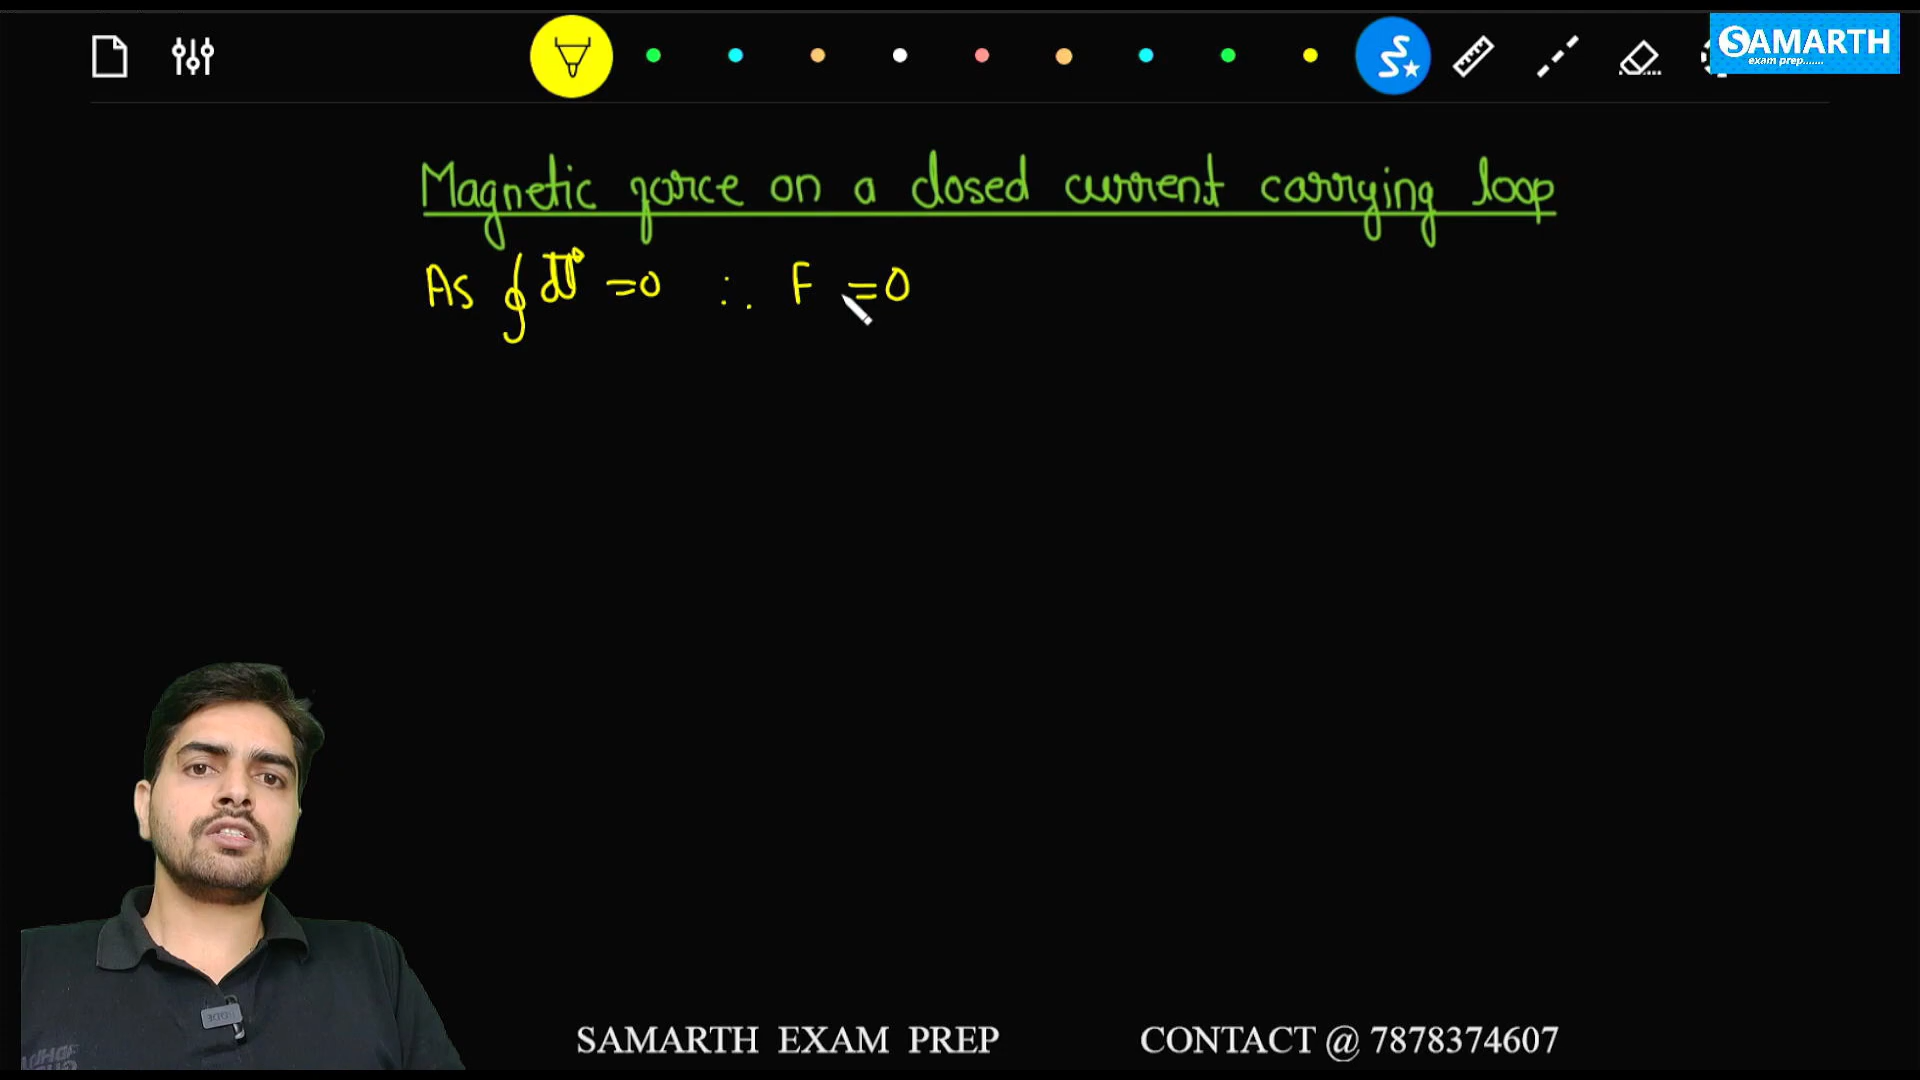 SAMARTH
exam prep.......
Magnetic force on a closed current carrying loop
As ∮ dl⃗ =0 ∴ F =0
SAMARTH EXAM PREP CONTACT @ 7878374607